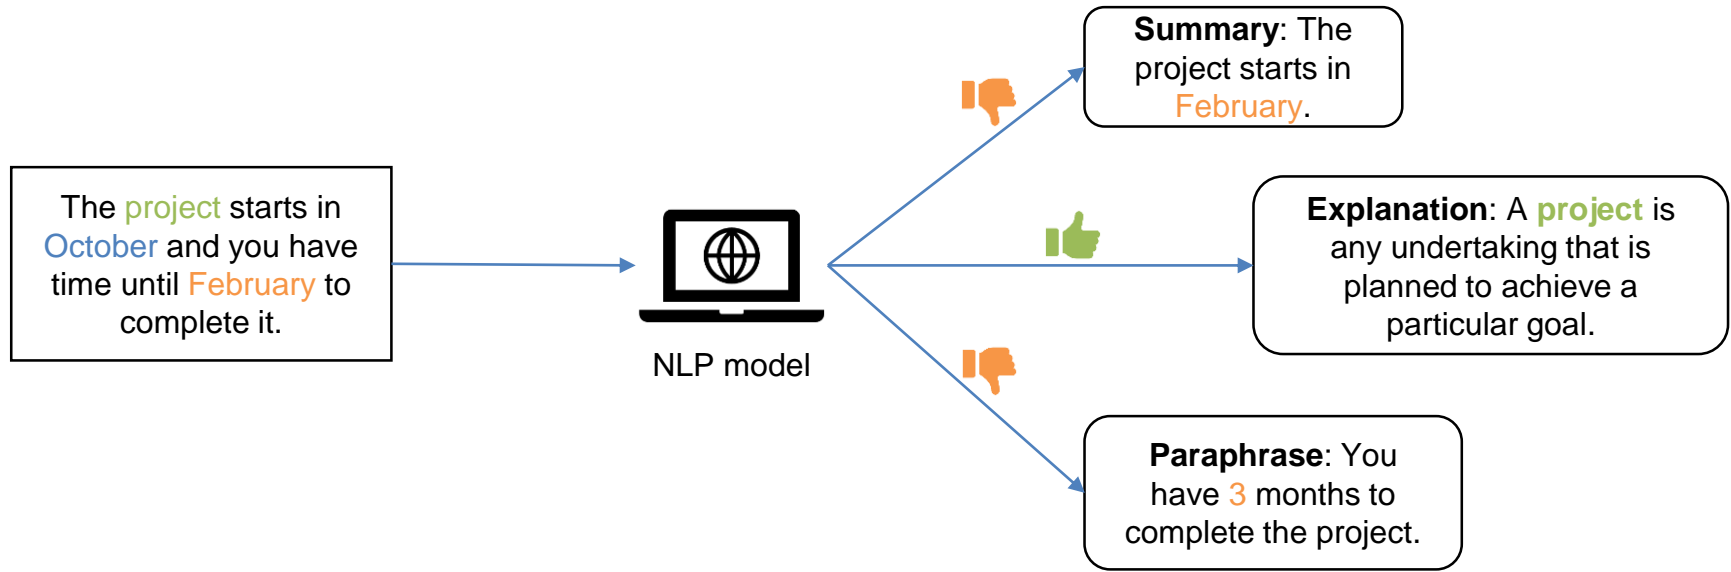 The project starts in
October and you have
time until February to
complete it.
NLP model
Summary: The
project starts in
February.
Explanation: A project is
any undertaking that is
planned to achieve a
particular goal.
Paraphrase: You
have 3 months to
complete the project.